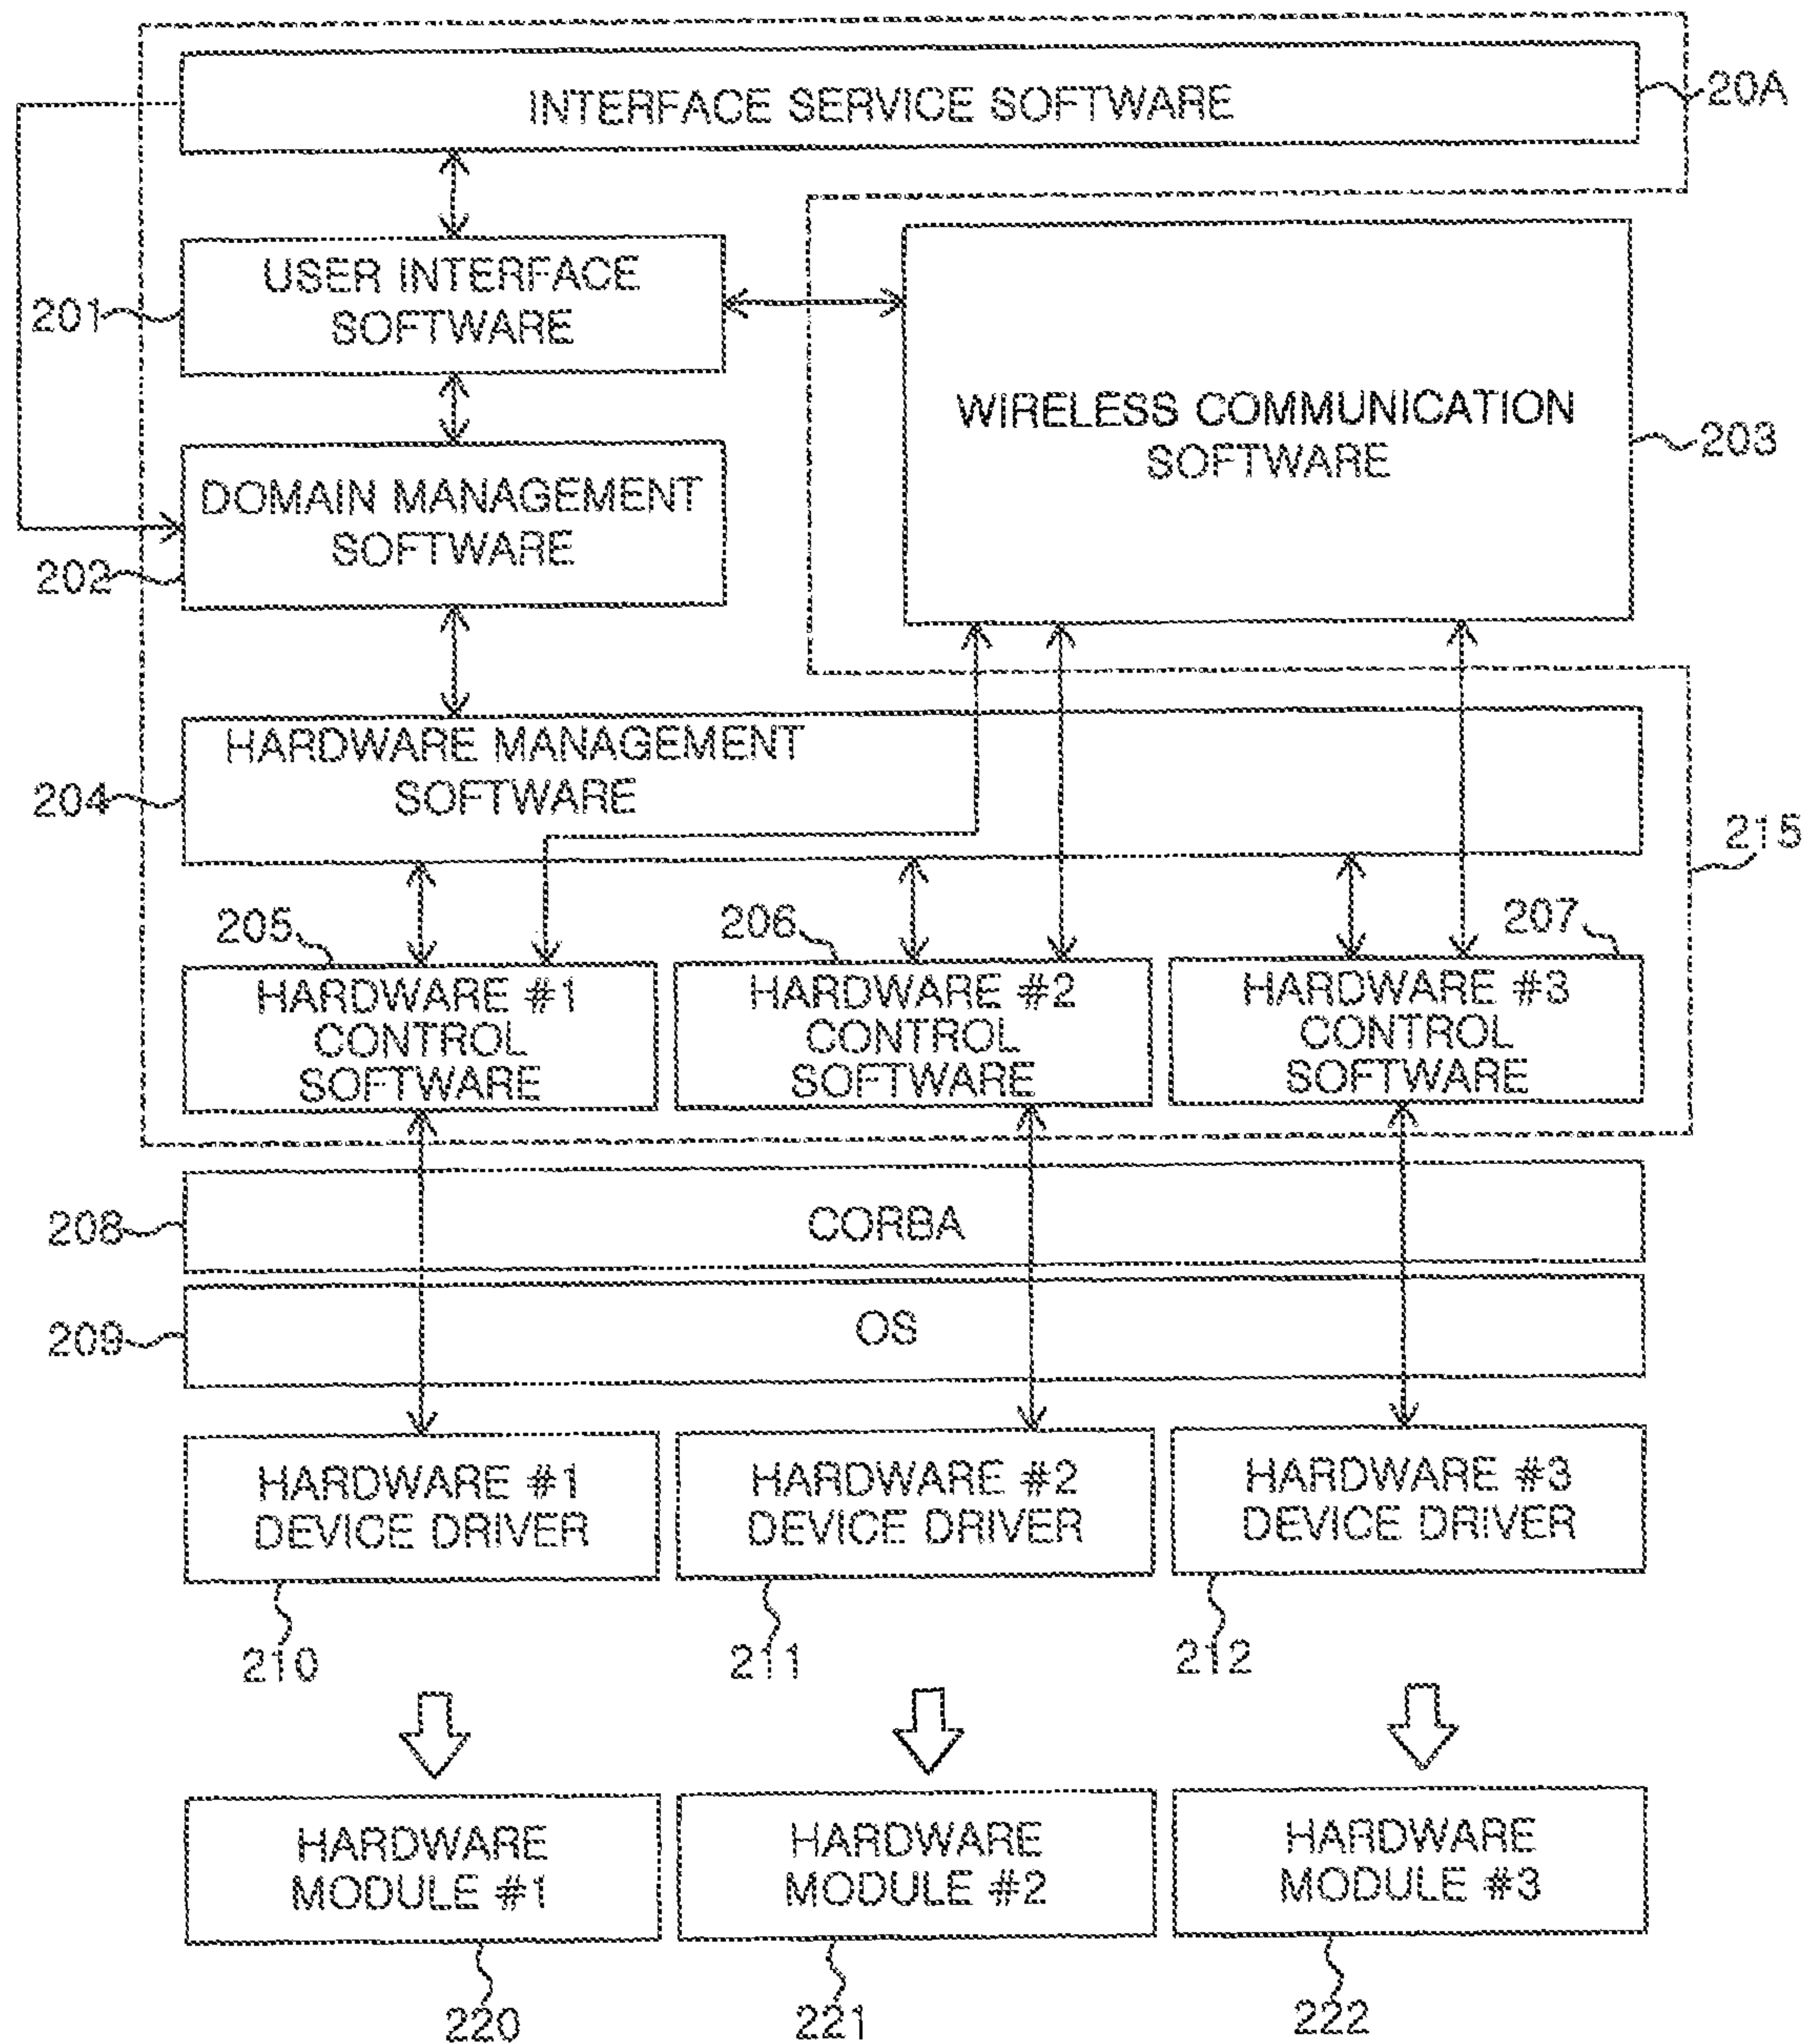 INTERFACE SERVICE SOFTWARE
20A
USER INTERFACE
SOFTWARE
201
WIRELESS COMMUNICATION
SOFTWARE
203
DOMAIN MANAGEMENT
SOFTWARE
202
HARDWARE MANAGEMENT
SOFTWARE
204
215
205
206
207
HARDWARE #1
CONTROL
SOFTWARE
HARDWARE #2
CONTROL
SOFTWARE
HARDWARE #3
CONTROL
SOFTWARE
208
CORBA
209
OS
HARDWARE #1
DEVICE DRIVER
HARDWARE #2
DEVICE DRIVER
HARDWARE #3
DEVICE DRIVER
210
211
212
HARDWARE
MODULE #1
HARDWARE
MODULE #2
HARDWARE
MODULE #3
220
221
222